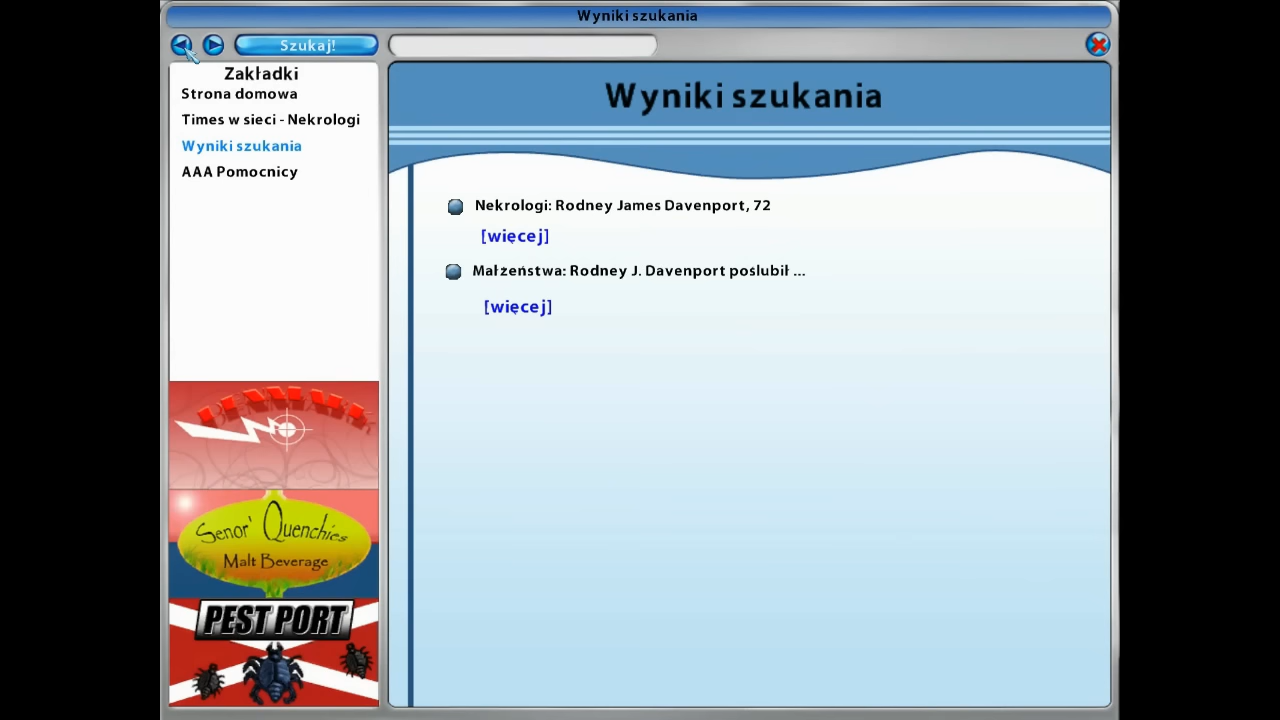 Wyniki szukania
Szukaj!
Zakładki
Strona domowa
Times w sieci - Nekrologi
Wyniki szukania
AAA Pomocnicy
Wyniki szukania
Nekrologi: Rodney James Davenport, 72
[więcej]
Małżeństwa: Rodney J. Davenport poslubił ...
[więcej]
Senor' Quenchies
Malt Beverage
PEST PORT